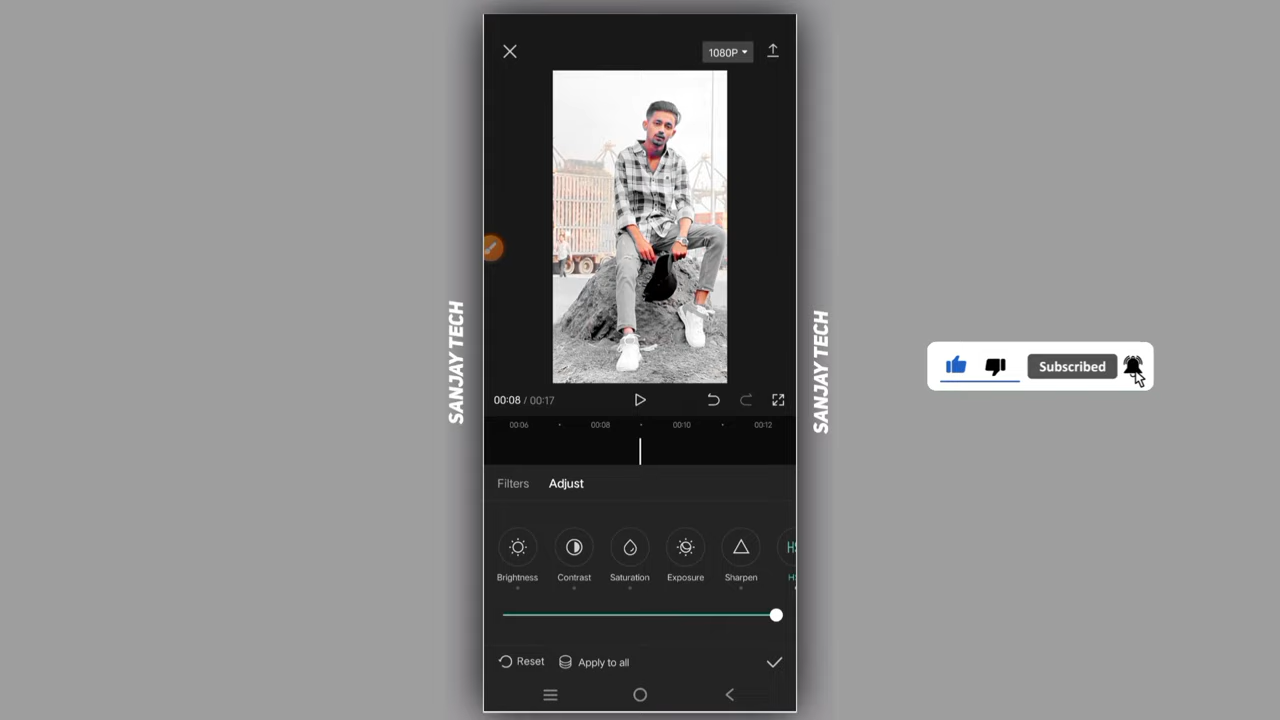 1080P
SANJAY TECH
SANJAY TECH
Subscribed
00:08 / 00:17
00:06
00:08
00:10
00:12
Filters
Adjust
Brightness
Contrast
Saturation
Exposure
Sharpen
Reset
Apply to all